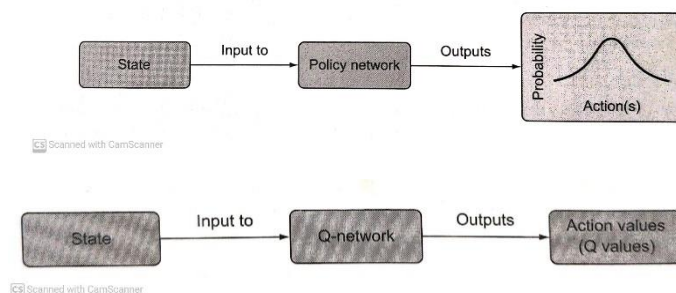 State
Input to
Policy network
Outputs
Probability
Action(s)
CS Scanned with CamScanner
State
Input to
Q-network
Outputs
Action values
(Q values)
CS Scanned with CamScanner